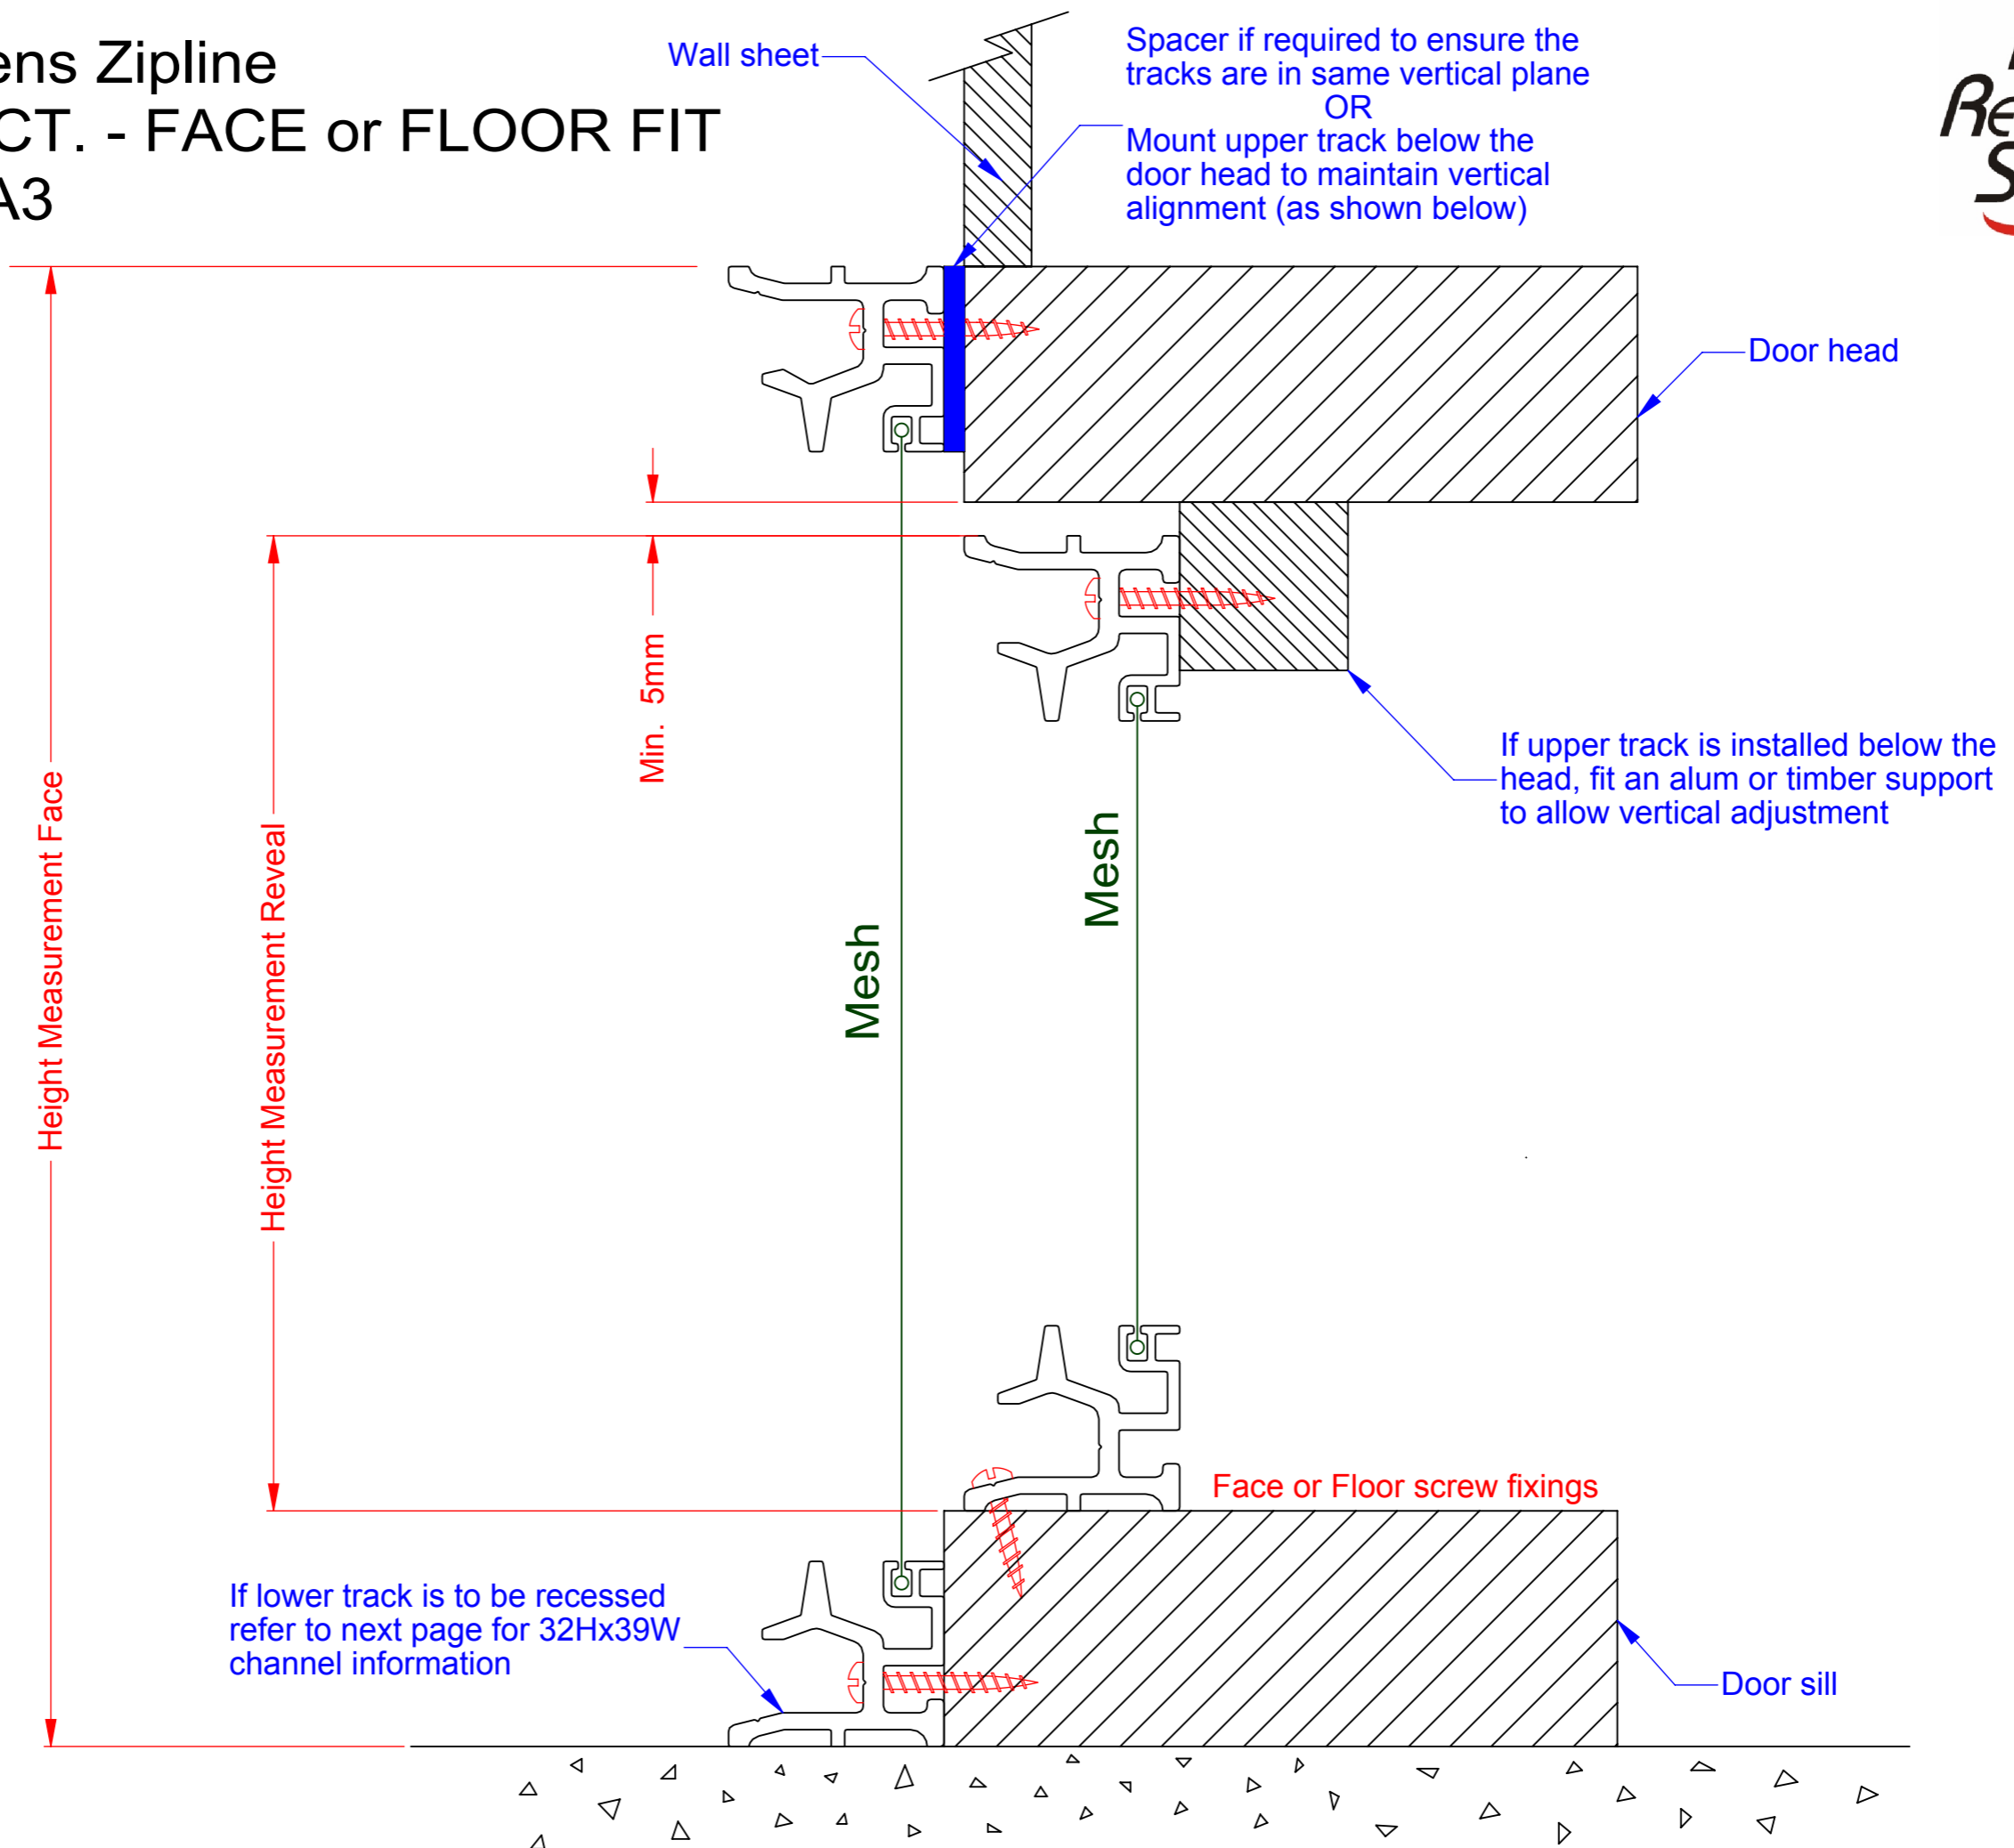 ens Zipline
CT. - FACE or FLOOR FIT
A3
Wall sheet
Spacer if required to ensure the
tracks are in same vertical plane
OR
Mount upper track below the
door head to maintain vertical
alignment (as shown below)
Door head
Min. 5mm
If upper track is installed below the
head, fit an alum or timber support
to allow vertical adjustment
Height Measurement Face
Height Measurement Reveal
Mesh
Mesh
Face or Floor screw fixings
If lower track is to be recessed
refer to next page for 32Hx39W
channel information
Door sill